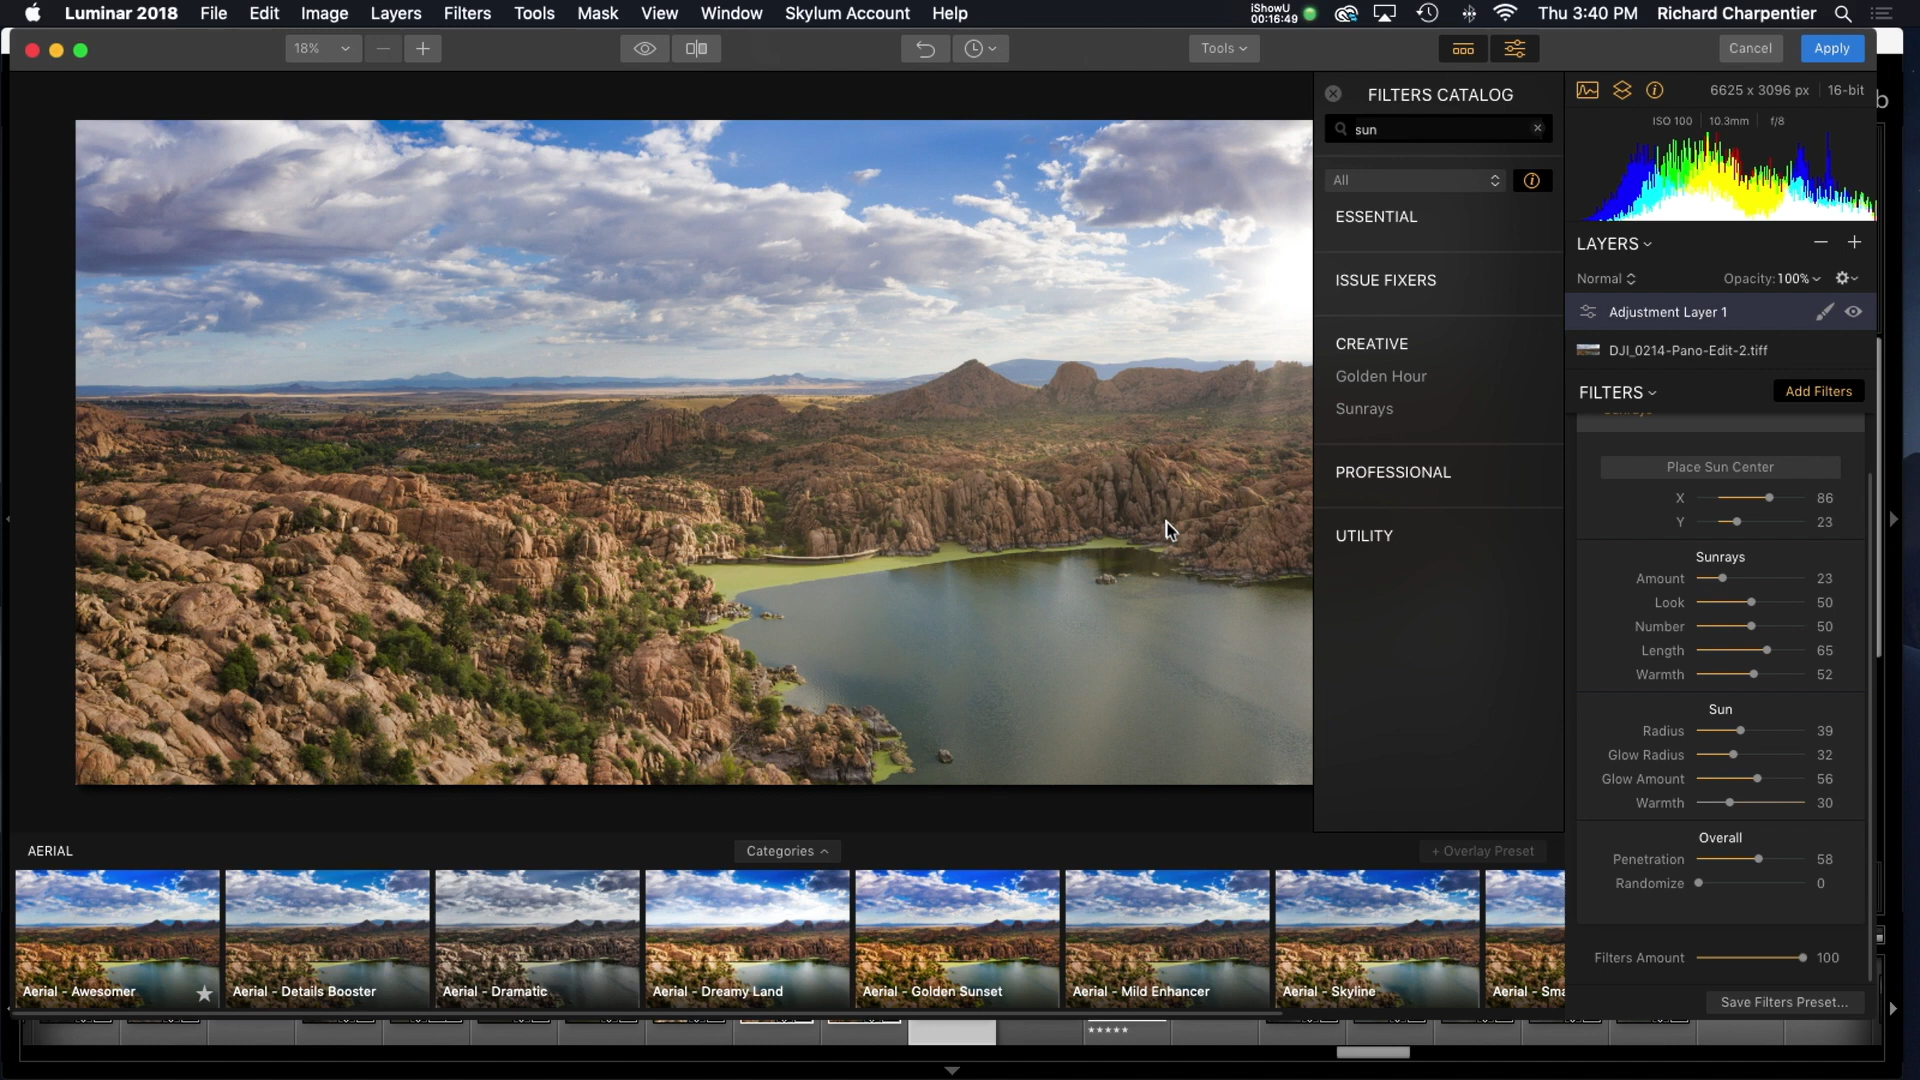 Luminar 2018 File Edit Image Layers Filters Tools Mask View Window Skylum Account Help
iShowU
00:16:49
Thu 3:40 PM Richard Charpentier
18%
Tools
Cancel
Apply
FILTERS CATALOG
sun
All
ESSENTIAL
ISSUE FIXERS
CREATIVE
Golden Hour
Sunrays
PROFESSIONAL
UTILITY
6625 x 3096 px 16-bit
ISO 100 10.3mm f/8
LAYERS
Normal Opacity: 100%
Adjustment Layer 1
DJI_0214-Pano-Edit-2.tiff
FILTERS Add Filters
Place Sun Center
X 86
Y 23
Sunrays
Amount 23
Look 50
Number 50
Length 65
Warmth 52
Sun
Radius 39
Glow Radius 32
Glow Amount 56
Warmth 30
Overall
Penetration 58
Randomize 0
Filters Amount 100
Save Filters Preset...
AERIAL
Categories
+ Overlay Preset
Aerial - Awesomer
Aerial - Details Booster
Aerial - Dramatic
Aerial - Dreamy Land
Aerial - Golden Sunset
Aerial - Mild Enhancer
Aerial - Skyline
Aerial - Sma